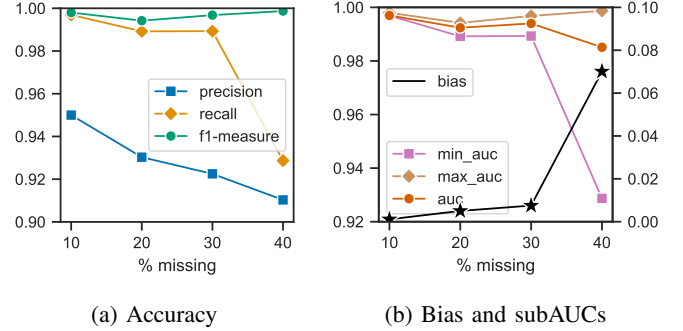 1.00
0.98
0.96
0.94
0.92
0.90
precision
recall
f1-measure
10 20 30 40
% missing
(a) Accuracy
1.00
0.98
0.96
0.94
0.92
bias
min_auc
max_auc
auc
0.10
0.08
0.06
0.04
0.02
0.00
10 20 30 40
% missing
(b) Bias and subAUCs